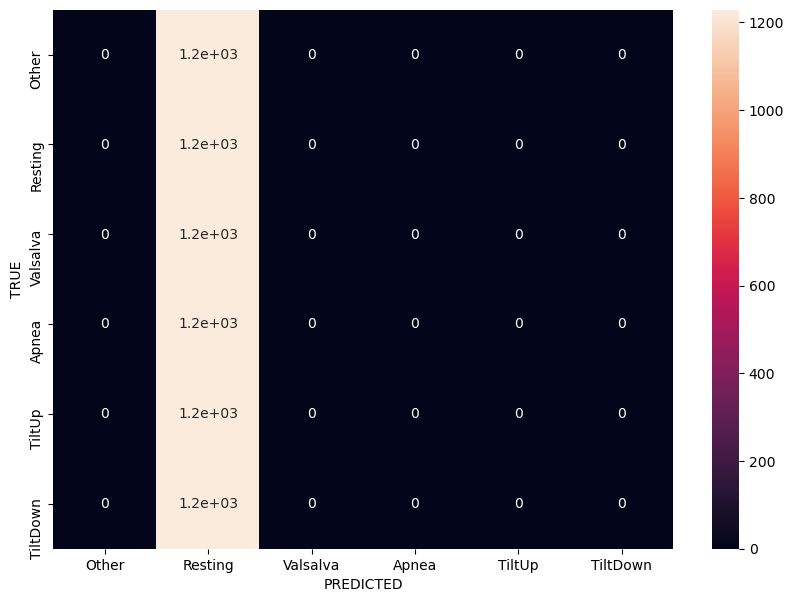 Other 0 1.2e+03 0 0 0 0
Resting 0 1.2e+03 0 0 0 0
Valsalva 0 1.2e+03 0 0 0 0
Apnea 0 1.2e+03 0 0 0 0
TiltUp 0 1.2e+03 0 0 0 0
TiltDown 0 1.2e+03 0 0 0 0
TRUE
Other Resting Valsalva Apnea TiltUp TiltDown
PREDICTED
1200
1000
800
600
400
200
0